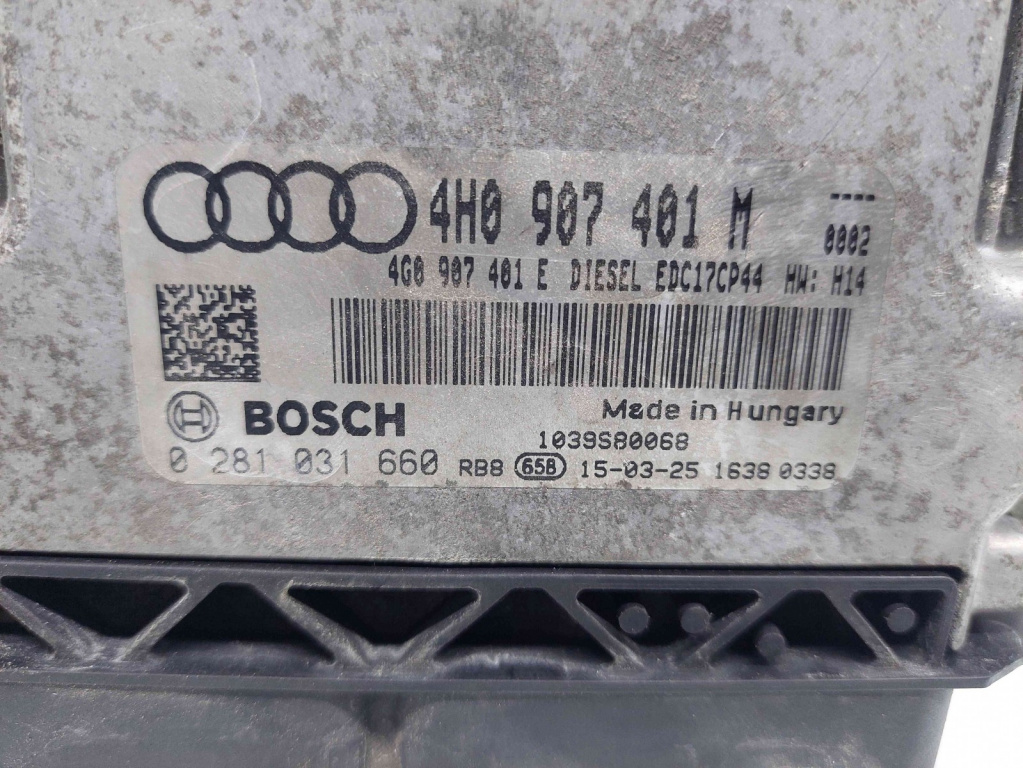 4H0 907 401 M ----
0002
4G0 907 401 E DIESEL EDC17CP44 HW: H14
BOSCH Made in Hungary
1039S80068
0 281 031 660 RB8 658 15-03-25 1638 0338